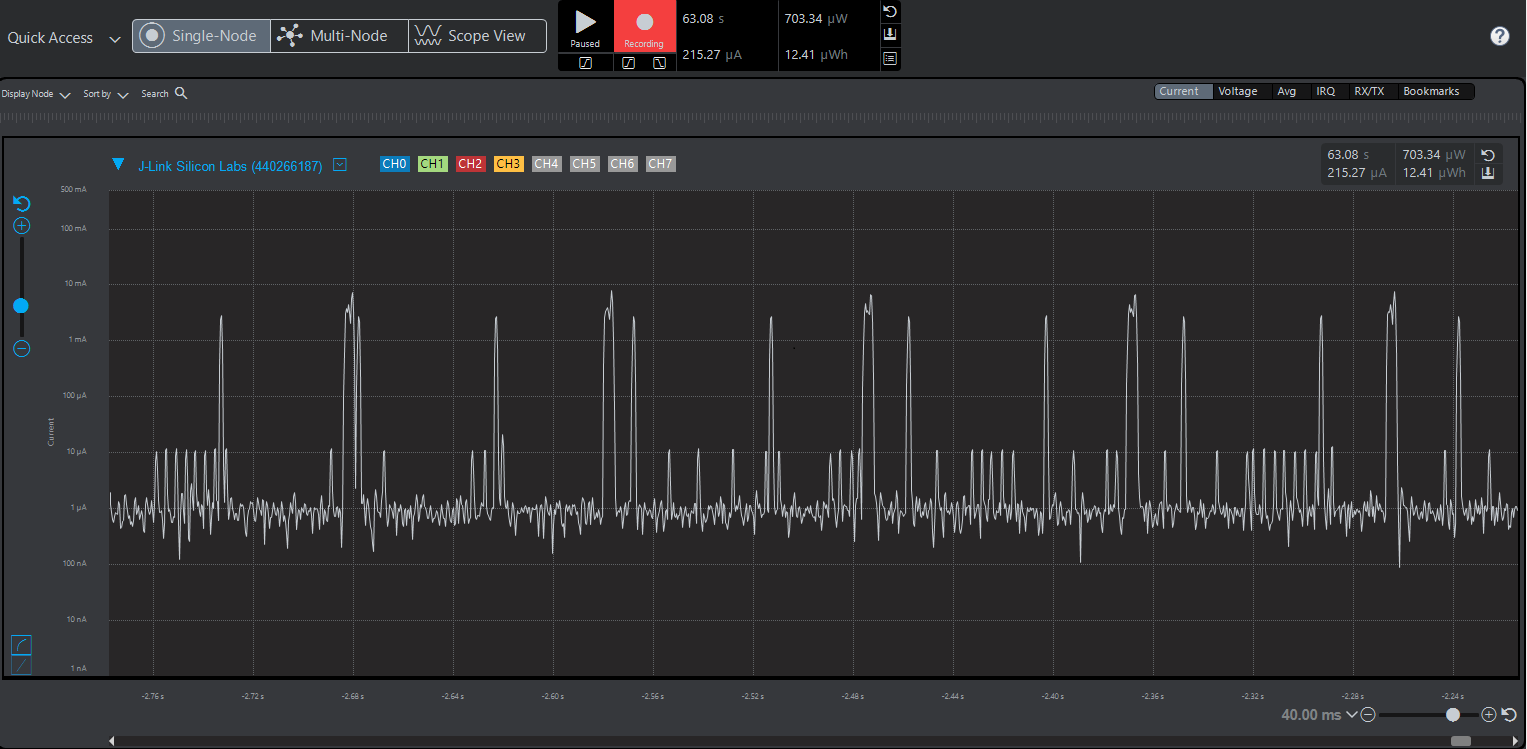 Quick Access
Single-Node
Multi-Node
Scope View
Paused
Recording
63.08 s
703.34 µW
215.27 µA
12.41 µWh
?
Display Node
Sort by
Search
Current
Voltage
Avg
IRQ
RX/TX
Bookmarks
J-Link Silicon Labs (440266187)
CH0
CH1
CH2
CH3
CH4
CH5
CH6
CH7
63.08 s
703.34 µW
215.27 µA
12.41 µWh
500 mA
100 mA
10 mA
1 mA
100 µA
10 µA
1 µA
100 nA
10 nA
1 nA
Current
-2.76 s
-2.72 s
-2.68 s
-2.64 s
-2.60 s
-2.56 s
-2.52 s
-2.48 s
-2.44 s
-2.40 s
-2.36 s
-2.32 s
-2.28 s
-2.24 s
40.00 ms